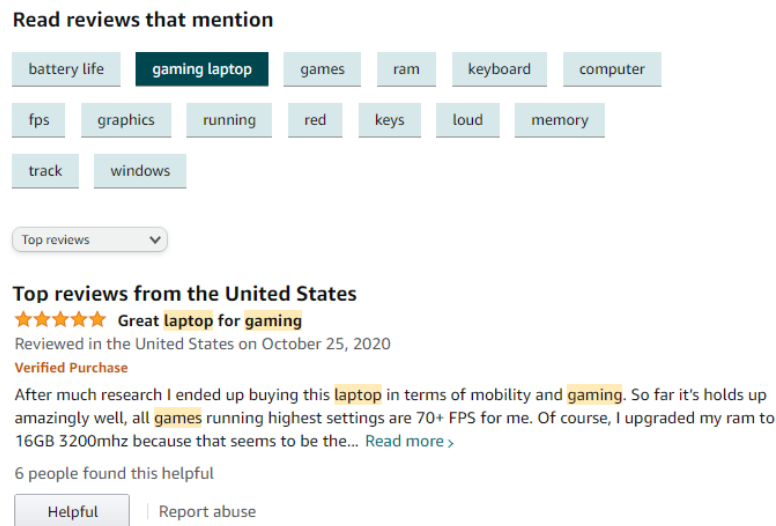 Read reviews that mention
battery life gaming laptop games ram keyboard computer
fps graphics running red keys loud memory
track windows
Top reviews
Top reviews from the United States
Great laptop for gaming
Reviewed in the United States on October 25, 2020
Verified Purchase
After much research I ended up buying this laptop in terms of mobility and gaming. So far it's holds up
amazingly well, all games running highest settings are 70+ FPS for me. Of course, I upgraded my ram to
16GB 3200mhz because that seems to be the... Read more ›
6 people found this helpful
Helpful Report abuse